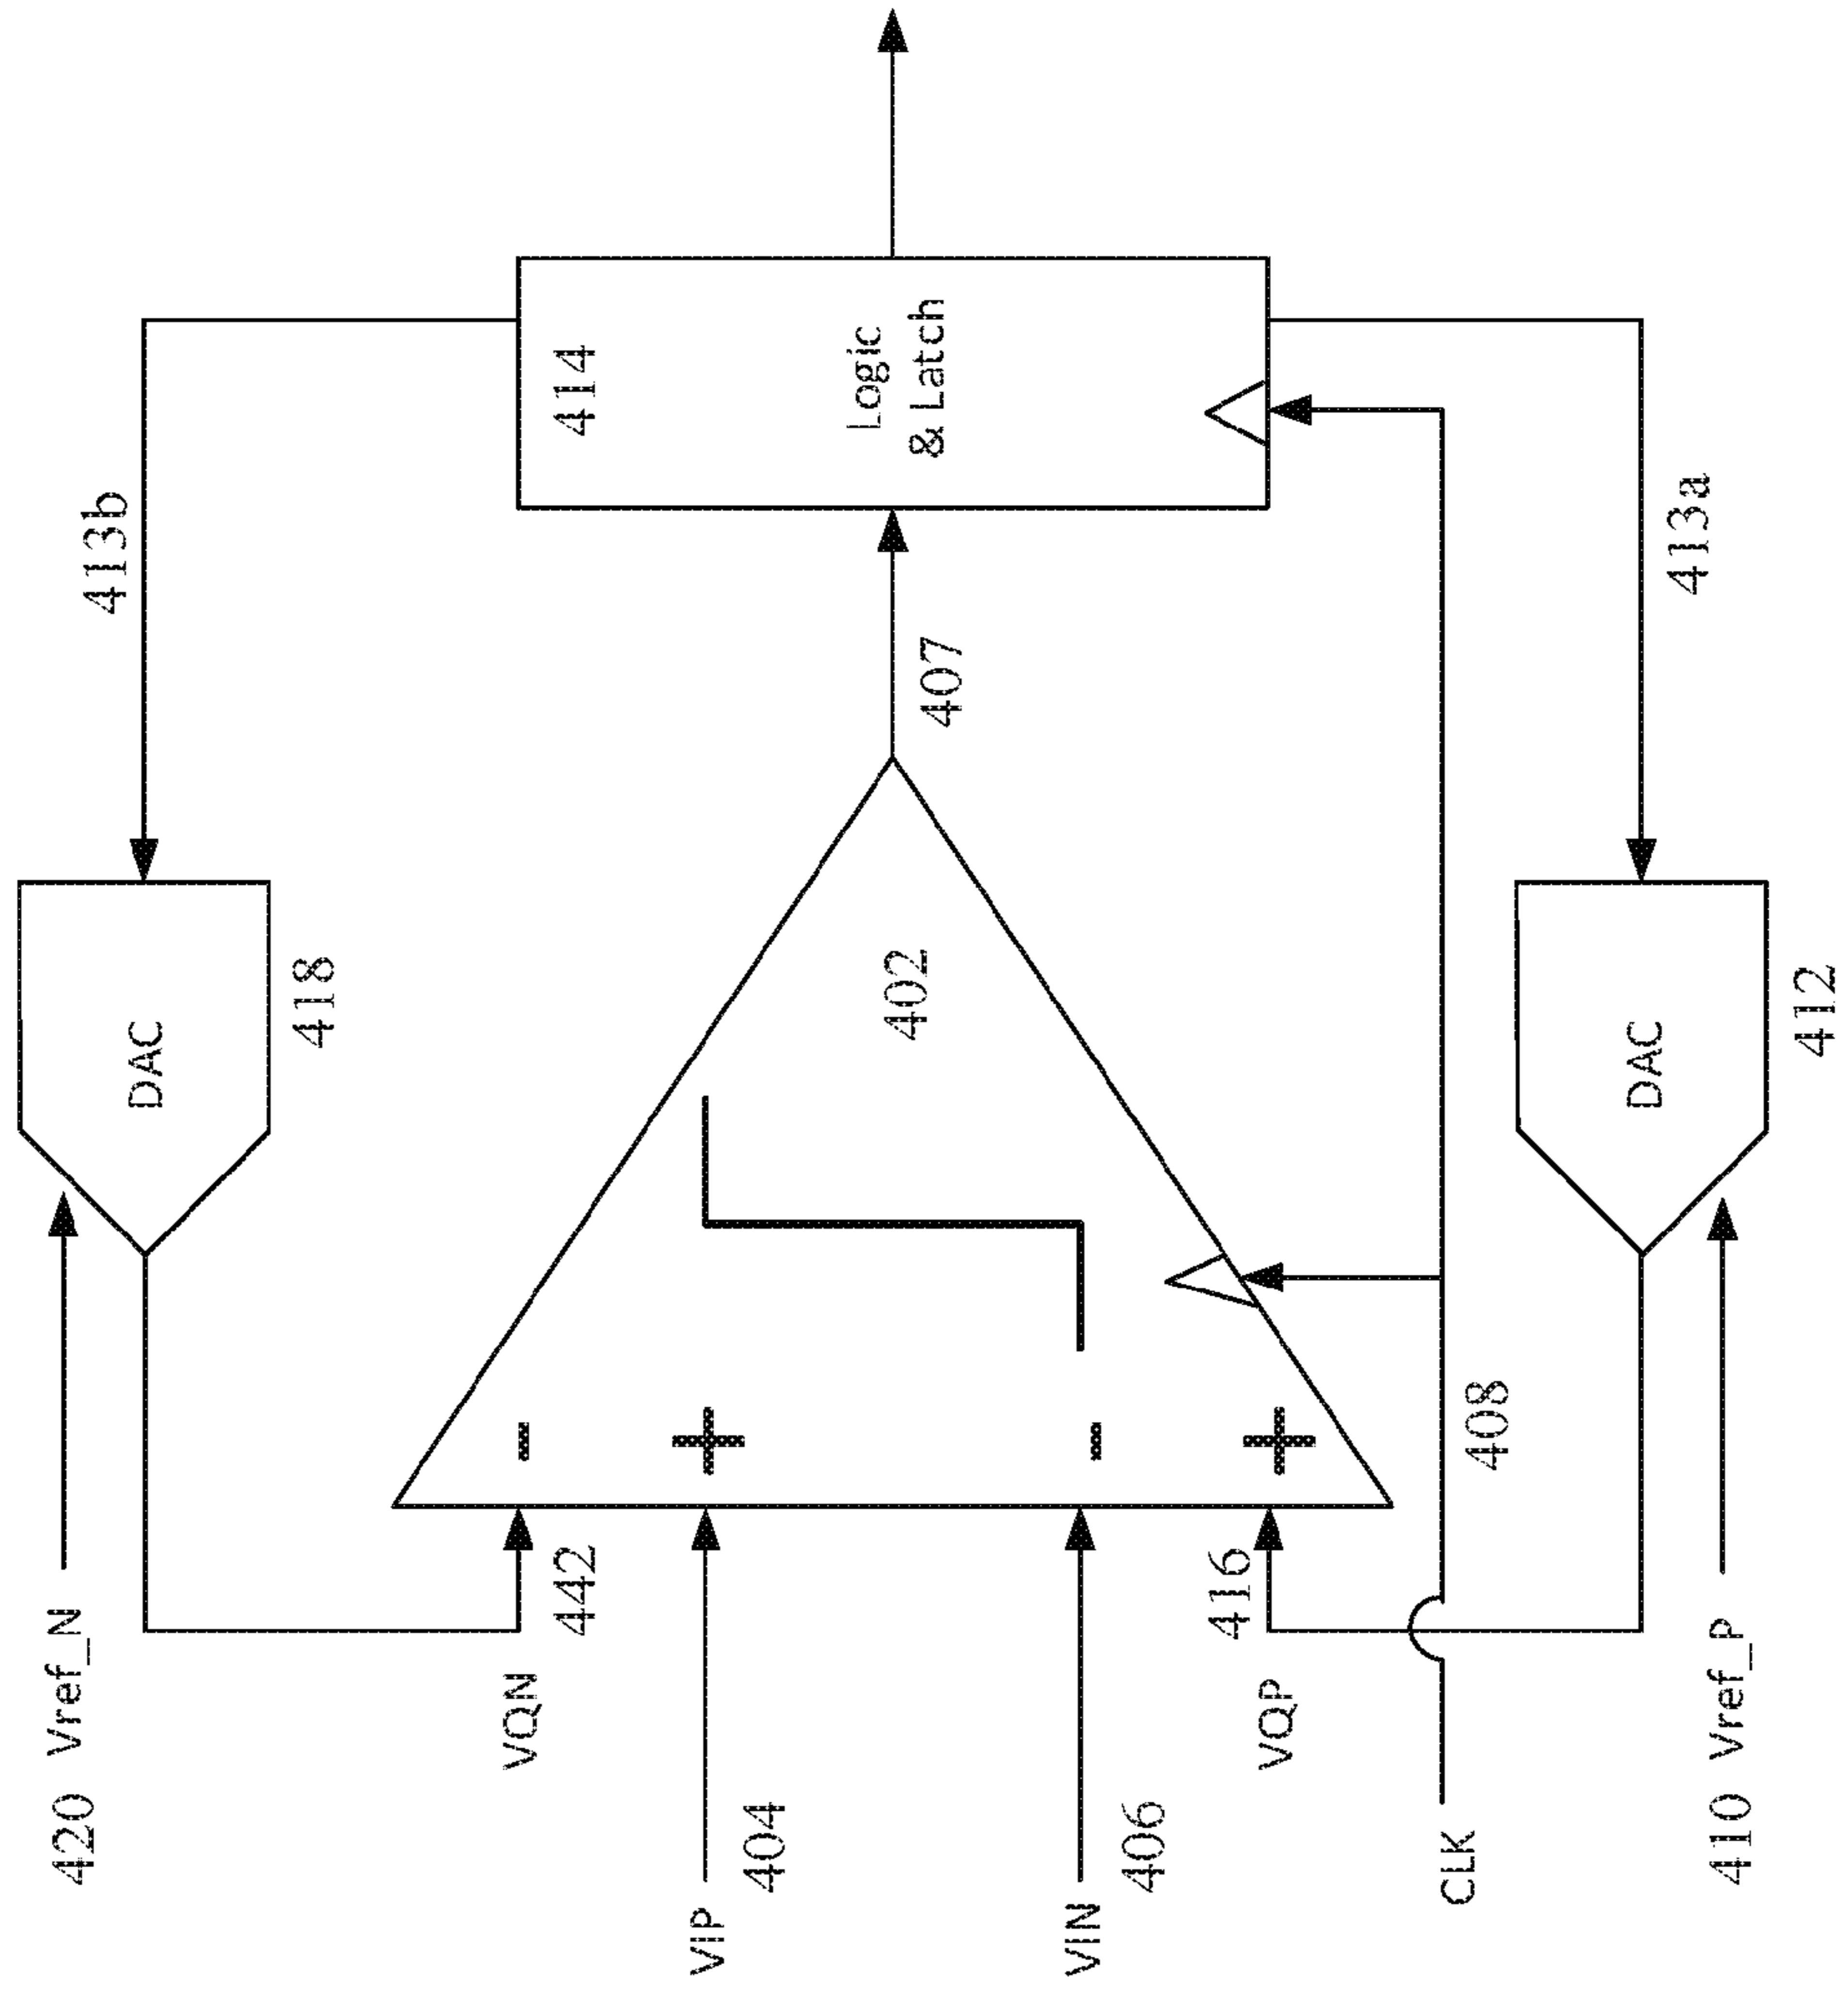 420 Vref_N
DAC
418
413b
VQN
442
VIP
404
402
407
414
Logic
& Latch
VIN
406
VQP
416
CLK
408
410 Vref_P
DAC
412
413a